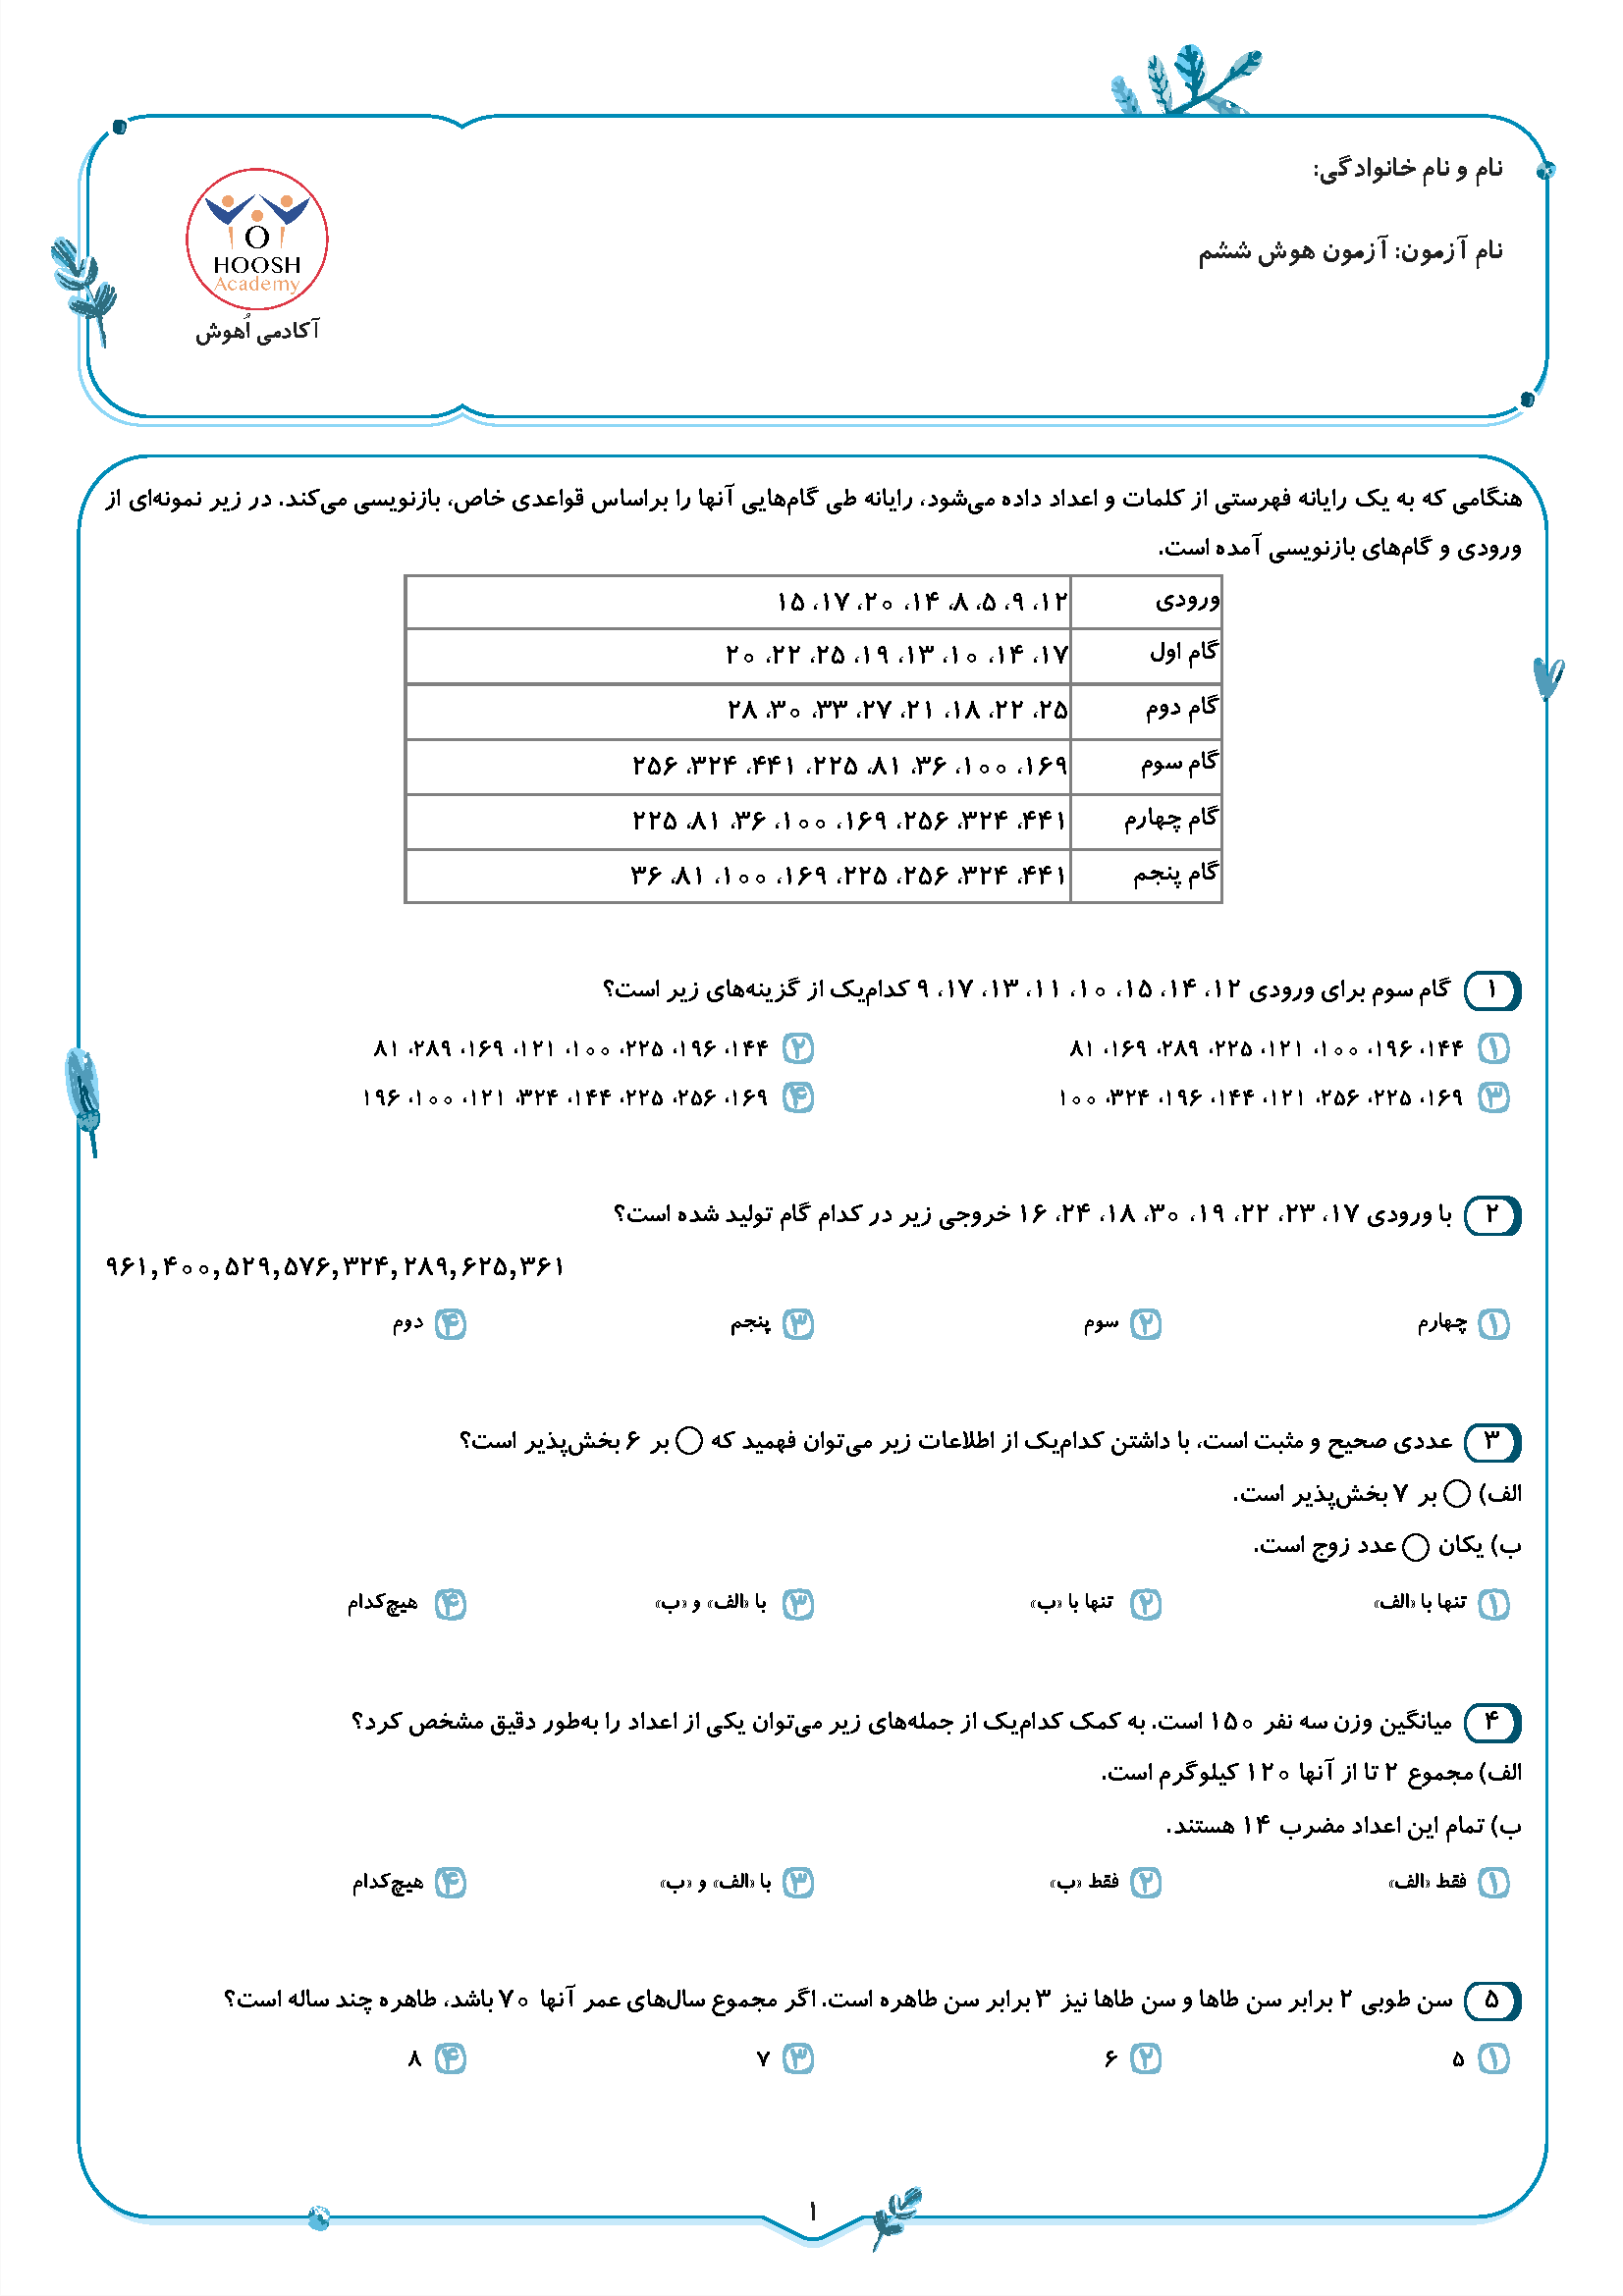 نام و نام خانوادگی:
نام آزمون: آزمون هوش ششم
HOOSH
Academy
آکادمی اُهوش
هنگامی که به یک رایانه فهرستی از کلمات و اعداد داده می‌شود، رایانه طی گام‌هایی آنها را براساس قواعدی خاص، بازنویسی می‌کند. در زیر نمونه‌ای از
ورودی و گام‌های بازنویسی آمده است.
ورودی ۱۲، ۹، ۵، ۸، ۱۴، ۲۰، ۱۷، ۱۵
گام اول ۱۷، ۱۴، ۱۰، ۱۳، ۱۹، ۲۵، ۲۲، ۲۰
گام دوم ۲۵، ۲۲، ۱۸، ۲۱، ۲۷، ۳۳، ۳۰، ۲۸
گام سوم ۱۶۹، ۱۰۰، ۳۶، ۸۱، ۲۲۵، ۴۴۱، ۳۲۴، ۲۵۶
گام چهارم ۴۴۱، ۳۲۴، ۲۵۶، ۱۶۹، ۱۰۰، ۳۶، ۸۱، ۲۲۵
گام پنجم ۴۴۱، ۳۲۴، ۲۵۶، ۲۲۵، ۱۶۹، ۱۰۰، ۸۱، ۳۶
۱ گام سوم برای ورودی ۱۲، ۱۴، ۱۵، ۱۰، ۱۱، ۱۳، ۱۷، ۹ کدام‌یک از گزینه‌های زیر است؟
۱ ۱۴۴، ۱۹۶، ۱۰۰، ۱۲۱، ۲۲۵، ۲۸۹، ۱۶۹، ۸۱ ۲ ۱۴۴، ۱۹۶، ۲۲۵، ۱۰۰، ۱۲۱، ۱۶۹، ۲۸۹، ۸۱
۳ ۱۶۹، ۲۲۵، ۲۵۶، ۱۲۱، ۱۴۴، ۱۹۶، ۳۲۴، ۱۰۰ ۴ ۱۶۹، ۲۵۶، ۲۲۵، ۱۴۴، ۳۲۴، ۱۲۱، ۱۰۰، ۱۹۶
۲ با ورودی ۱۷، ۲۳، ۲۲، ۱۹، ۳۰، ۱۸، ۲۴، ۱۶ خروجی زیر در کدام گام تولید شده است؟
۹۶۱,۴۰۰,۵۲۹,۵۷۶,۳۲۴,۲۸۹,۶۲۵,۳۶۱
۱ چهارم ۲ سوم ۳ پنجم ۴ دوم
۳ عددی صحیح و مثبت است، با داشتن کدام‌یک از اطلاعات زیر می‌توان فهمید که ◯ بر ۶ بخش‌پذیر است؟
الف) ◯ بر ۷ بخش‌پذیر است.
ب) یکان ◯ عدد زوج است.
۱ تنها با «الف» ۲ تنها با «ب» ۳ با «الف» و «ب» ۴ هیچ‌کدام
۴ میانگین وزن سه نفر ۱۵۰ است. به کمک کدام‌یک از جمله‌های زیر می‌توان یکی از اعداد را به‌طور دقیق مشخص کرد؟
الف) مجموع ۲ تا از آنها ۱۲۰ کیلوگرم است.
ب) تمام این اعداد مضرب ۱۴ هستند.
۱ فقط «الف» ۲ فقط «ب» ۳ با «الف» و «ب» ۴ هیچ‌کدام
۵ سن طوبی ۲ برابر سن طاها و سن طاها نیز ۳ برابر سن طاهره است. اگر مجموع سال‌های عمر آنها ۷۰ باشد، طاهره چند ساله است؟
۱ ۵ ۲ ۶ ۳ ۷ ۴ ۸
۱